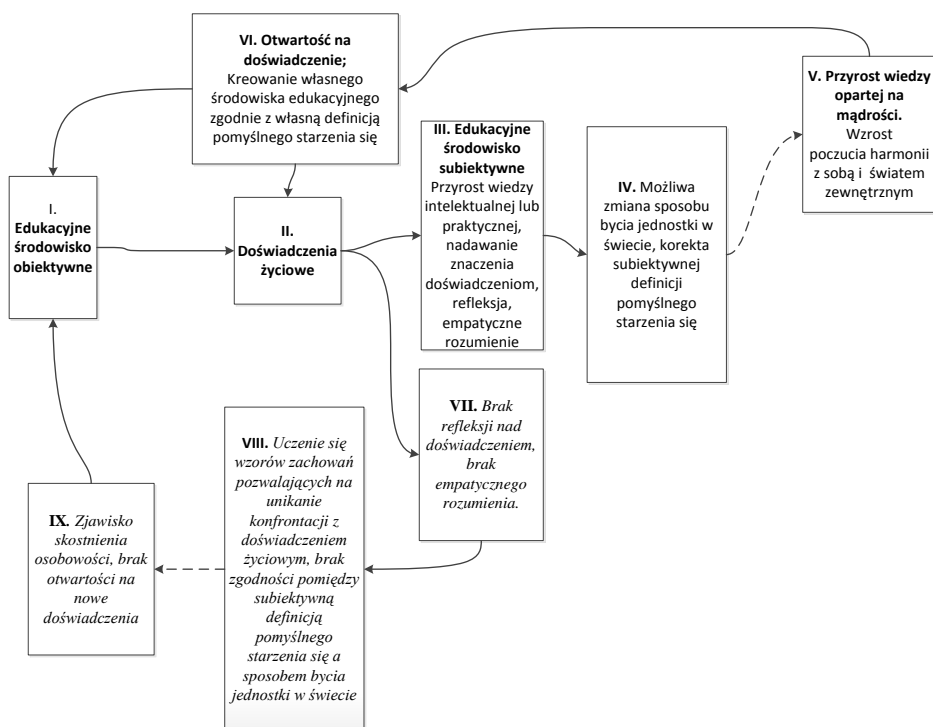 VI. Otwartość na
doświadczenie;
Kreowanie własnego
środowiska edukacyjnego
zgodnie z własną definicją
pomyślnego starzenia się
V. Przyrost wiedzy
opartej na
mądrości.
Wzrost
poczucia harmonii
z sobą i światem
zewnętrznym
I.
Edukacyjne
środowisko
obiektywne
II.
Doświadczenia
życiowe
III. Edukacyjne
środowisko
subiektywne
Przyrost wiedzy
intelektualnej lub
praktycznej,
nadawanie
znaczenia
doświadczeniom,
refleksja,
empatyczne
rozumienie
IV. Możliwa
zmiana sposobu
bycia jednostki w
świecie, korekta
subiektywnej
definicji
pomyślnego
starzenia się
VII. Brak
refleksji nad
doświadczeniem,
brak
empatycznego
rozumienia.
VIII. Uczenie się
wzorów zachowań
pozwalających na
unikanie
konfrontacji z
doświadczeniem
życiowym, brak
zgodności pomiędzy
subiektywną
definicją
pomyślnego
starzenia się a
sposobem bycia
jednostki w świecie
IX. Zjawisko
skostnienia
osobowości, brak
otwartości na
nowe
doświadczenia